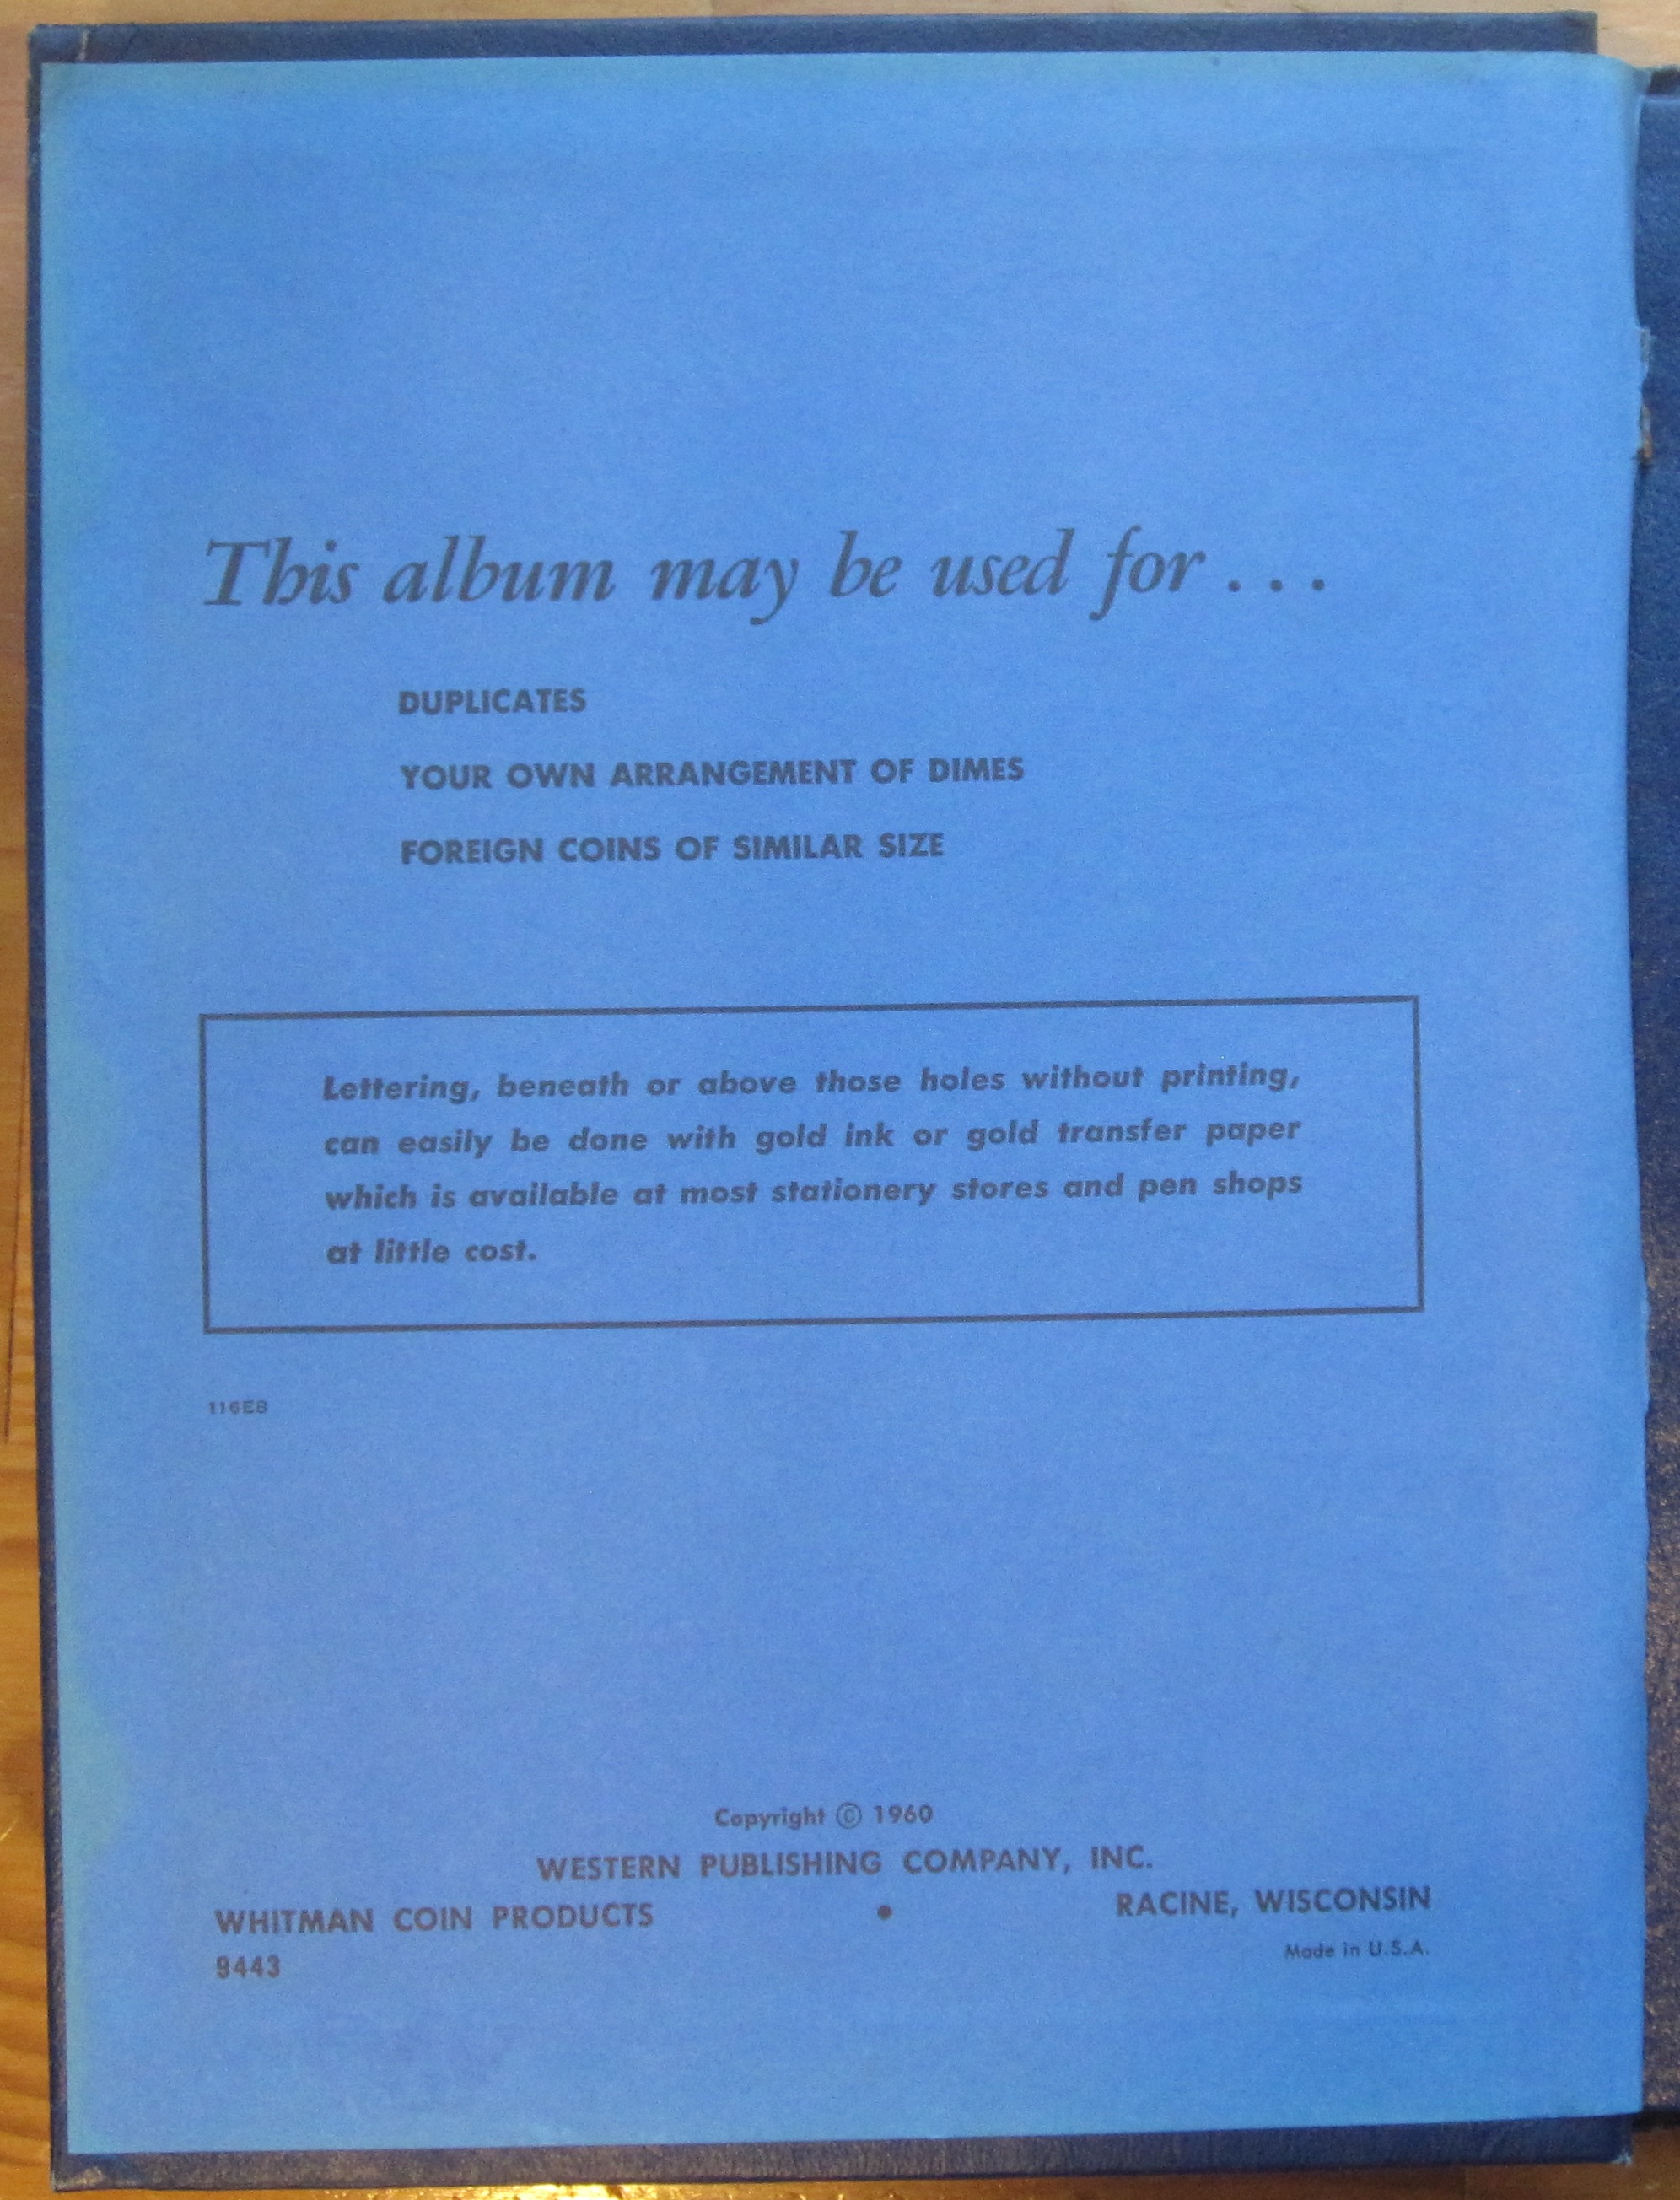 This album may be used for . . .
DUPLICATES
YOUR OWN ARRANGEMENT OF DIMES
FOREIGN COINS OF SIMILAR SIZE
Lettering, beneath or above those holes without printing,
can easily be done with gold ink or gold transfer paper
which is available at most stationery stores and pen shops
at little cost.
116E8
Copyright © 1960
WESTERN PUBLISHING COMPANY, INC.
WHITMAN COIN PRODUCTS • RACINE, WISCONSIN
9443 Made in U.S.A.